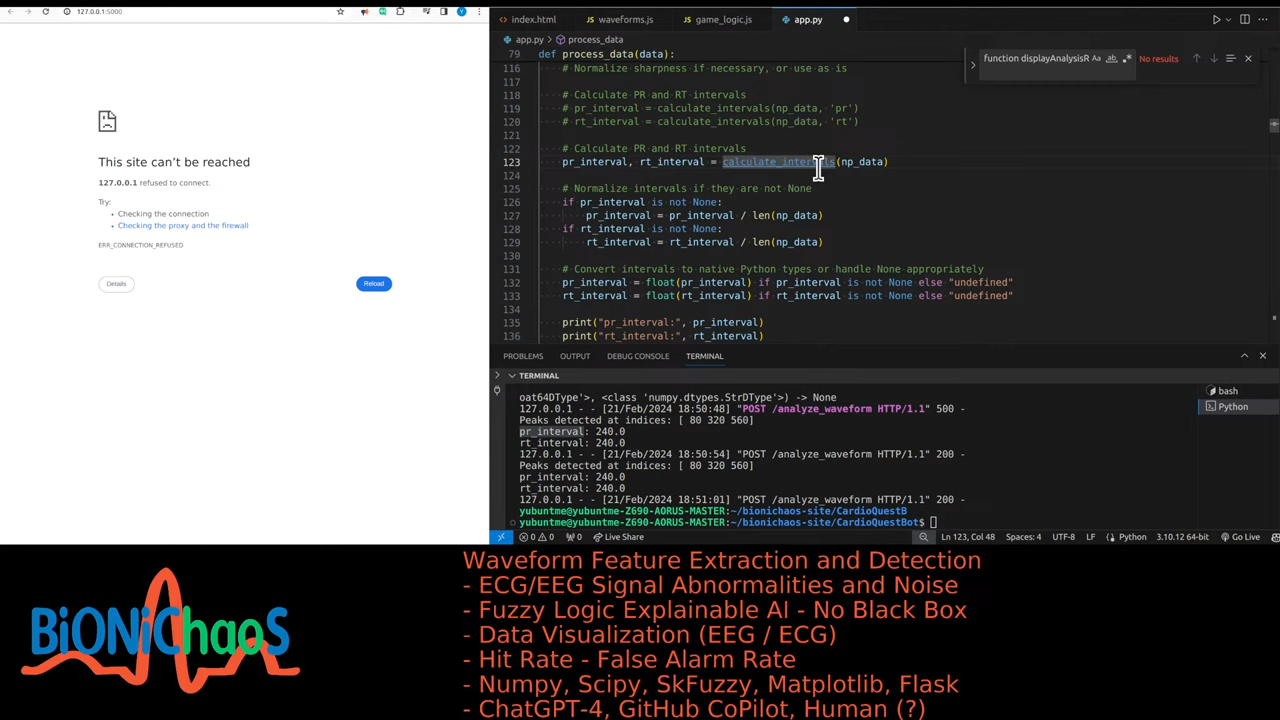 127.0.0.1:5000
This site can't be reached
127.0.0.1 refused to connect.
Try:
• Checking the connection
• Checking the proxy and the firewall
ERR_CONNECTION_REFUSED
Details
Reload
index.html
JS waveforms.js
JS game_logic.js
app.py
app.py > process_data
79 def process_data(data):
function displayAnalysisR
No results
116 # Normalize sharpness if necessary, or use as is
117
118 # Calculate PR and RT intervals
119 # pr_interval = calculate_intervals(np_data, 'pr')
120 # rt_interval = calculate_intervals(np_data, 'rt')
121
122 # Calculate PR and RT intervals
123 pr_interval, rt_interval = calculate_intervals(np_data)
124
125 # Normalize intervals if they are not None
126 if pr_interval is not None:
127 pr_interval = pr_interval / len(np_data)
128 if rt_interval is not None:
129 rt_interval = rt_interval / len(np_data)
130
131 # Convert intervals to native Python types or handle None appropriately
132 pr_interval = float(pr_interval) if pr_interval is not None else "undefined"
133 rt_interval = float(rt_interval) if rt_interval is not None else "undefined"
134
135 print("pr_interval:", pr_interval)
136 print("rt_interval:", rt_interval)
PROBLEMS OUTPUT DEBUG CONSOLE TERMINAL
TERMINAL
bash
Python
oat64DType'>, <class 'numpy.dtypes.StrDType'>) -> None
127.0.0.1 - - [21/Feb/2024 18:50:48] "POST /analyze_waveform HTTP/1.1" 500 -
Peaks detected at indices: [ 80 320 560]
pr_interval: 240.0
rt_interval: 240.0
127.0.0.1 - - [21/Feb/2024 18:50:54] "POST /analyze_waveform HTTP/1.1" 200 -
Peaks detected at indices: [ 80 320 560]
pr_interval: 240.0
rt_interval: 240.0
127.0.0.1 - - [21/Feb/2024 18:51:01] "POST /analyze_waveform HTTP/1.1" 200 -
yubuntme@yubuntme-Z690-AORUS-MASTER:~/bionichaos-site/CardioQuestB
yubuntme@yubuntme-Z690-AORUS-MASTER:~/bionichaos-site/CardioQuestBot$
0 0 0 Live Share Ln 123, Col 48 Spaces: 4 UTF-8 LF Python 3.10.12 64-bit Go Live
BiONiChaoS
Waveform Feature Extraction and Detection
- ECG/EEG Signal Abnormalities and Noise
- Fuzzy Logic Explainable AI - No Black Box
- Data Visualization (EEG / ECG)
- Hit Rate - False Alarm Rate
- Numpy, Scipy, SkFuzzy, Matplotlib, Flask
- ChatGPT-4, GitHub CoPilot, Human (?)